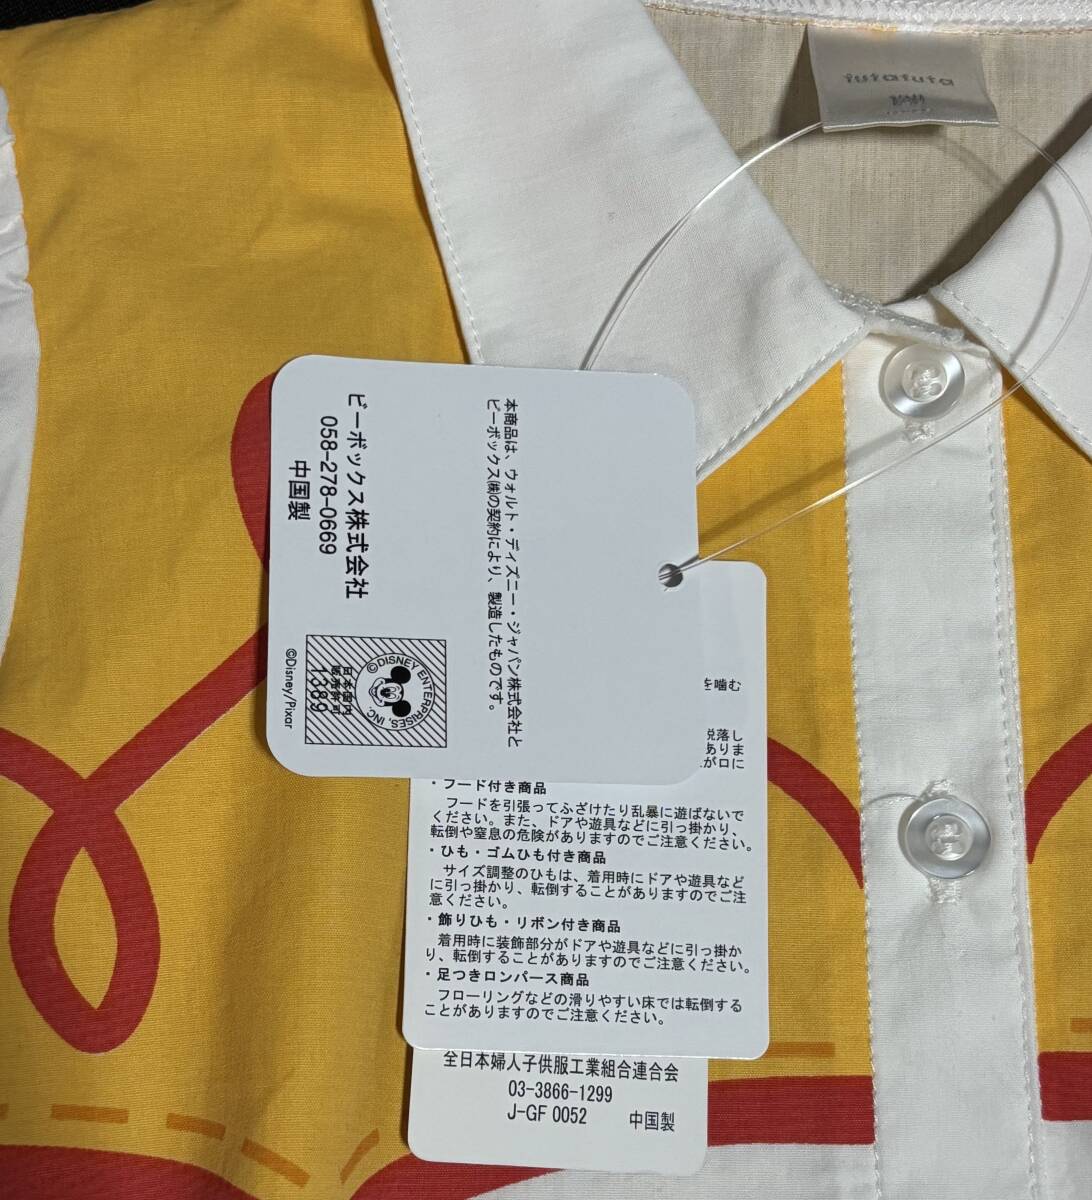 futafuta
本商品は、ウォルト・ディズニー・ジャパン株式会社と
ビーボックス㈱の契約により、製造したものです。
ビーボックス株式会社
058-278-0669
中国製
©DISNEY ENTERPRISES, INC.
日本国内
販売許可
1389
©Disney/Pixar
を噛む
脱落し
ありま
が口に
・フード付き商品
フードを引張ってふざけたり乱暴に遊ばないで
ください。また、ドアや遊具などに引っ掛かり、
転倒や窒息の危険がありますのでご注意ください。
・ひも・ゴムひも付き商品
サイズ調整のひもは、着用時にドアや遊具など
に引っ掛かり、転倒することがありますのでご注
意ください。
・飾りひも・リボン付き商品
着用時に装飾部分がドアや遊具などに引っ掛か
り、転倒することがありますのでご注意ください。
・足つきロンパース商品
フローリングなどの滑りやすい床では転倒する
ことがありますのでご注意ください。
全日本婦人子供服工業組合連合会
03-3866-1299
J-GF 0052 中国製